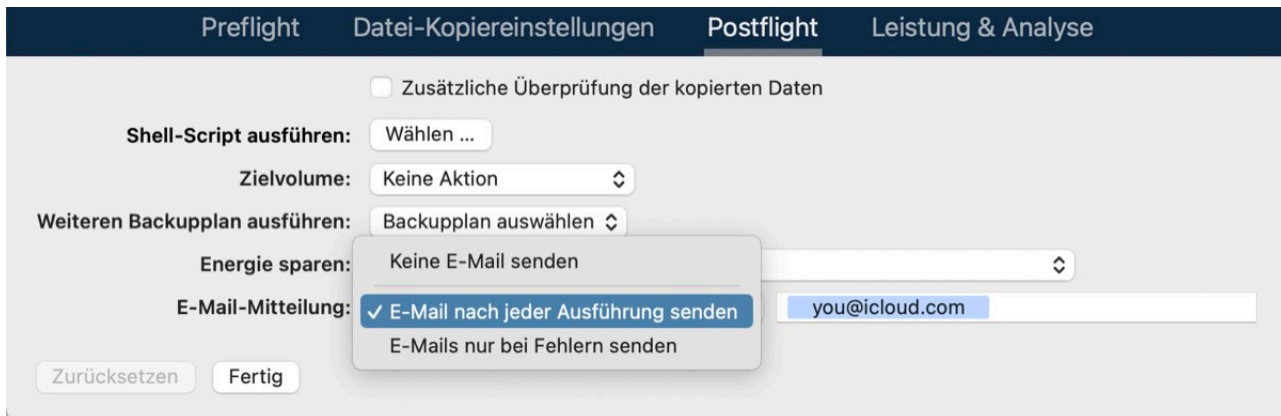 Preflight Datei-Kopiereinstellungen Postflight Leistung & Analyse
Zusätzliche Überprüfung der kopierten Daten
Shell-Script ausführen: Wählen ...
Zielvolume: Keine Aktion
Weiteren Backupplan ausführen: Backupplan auswählen
Energie sparen:
Keine E-Mail senden
E-Mail-Mitteilung: ✓ E-Mail nach jeder Ausführung senden you@icloud.com
E-Mails nur bei Fehlern senden
Zurücksetzen Fertig